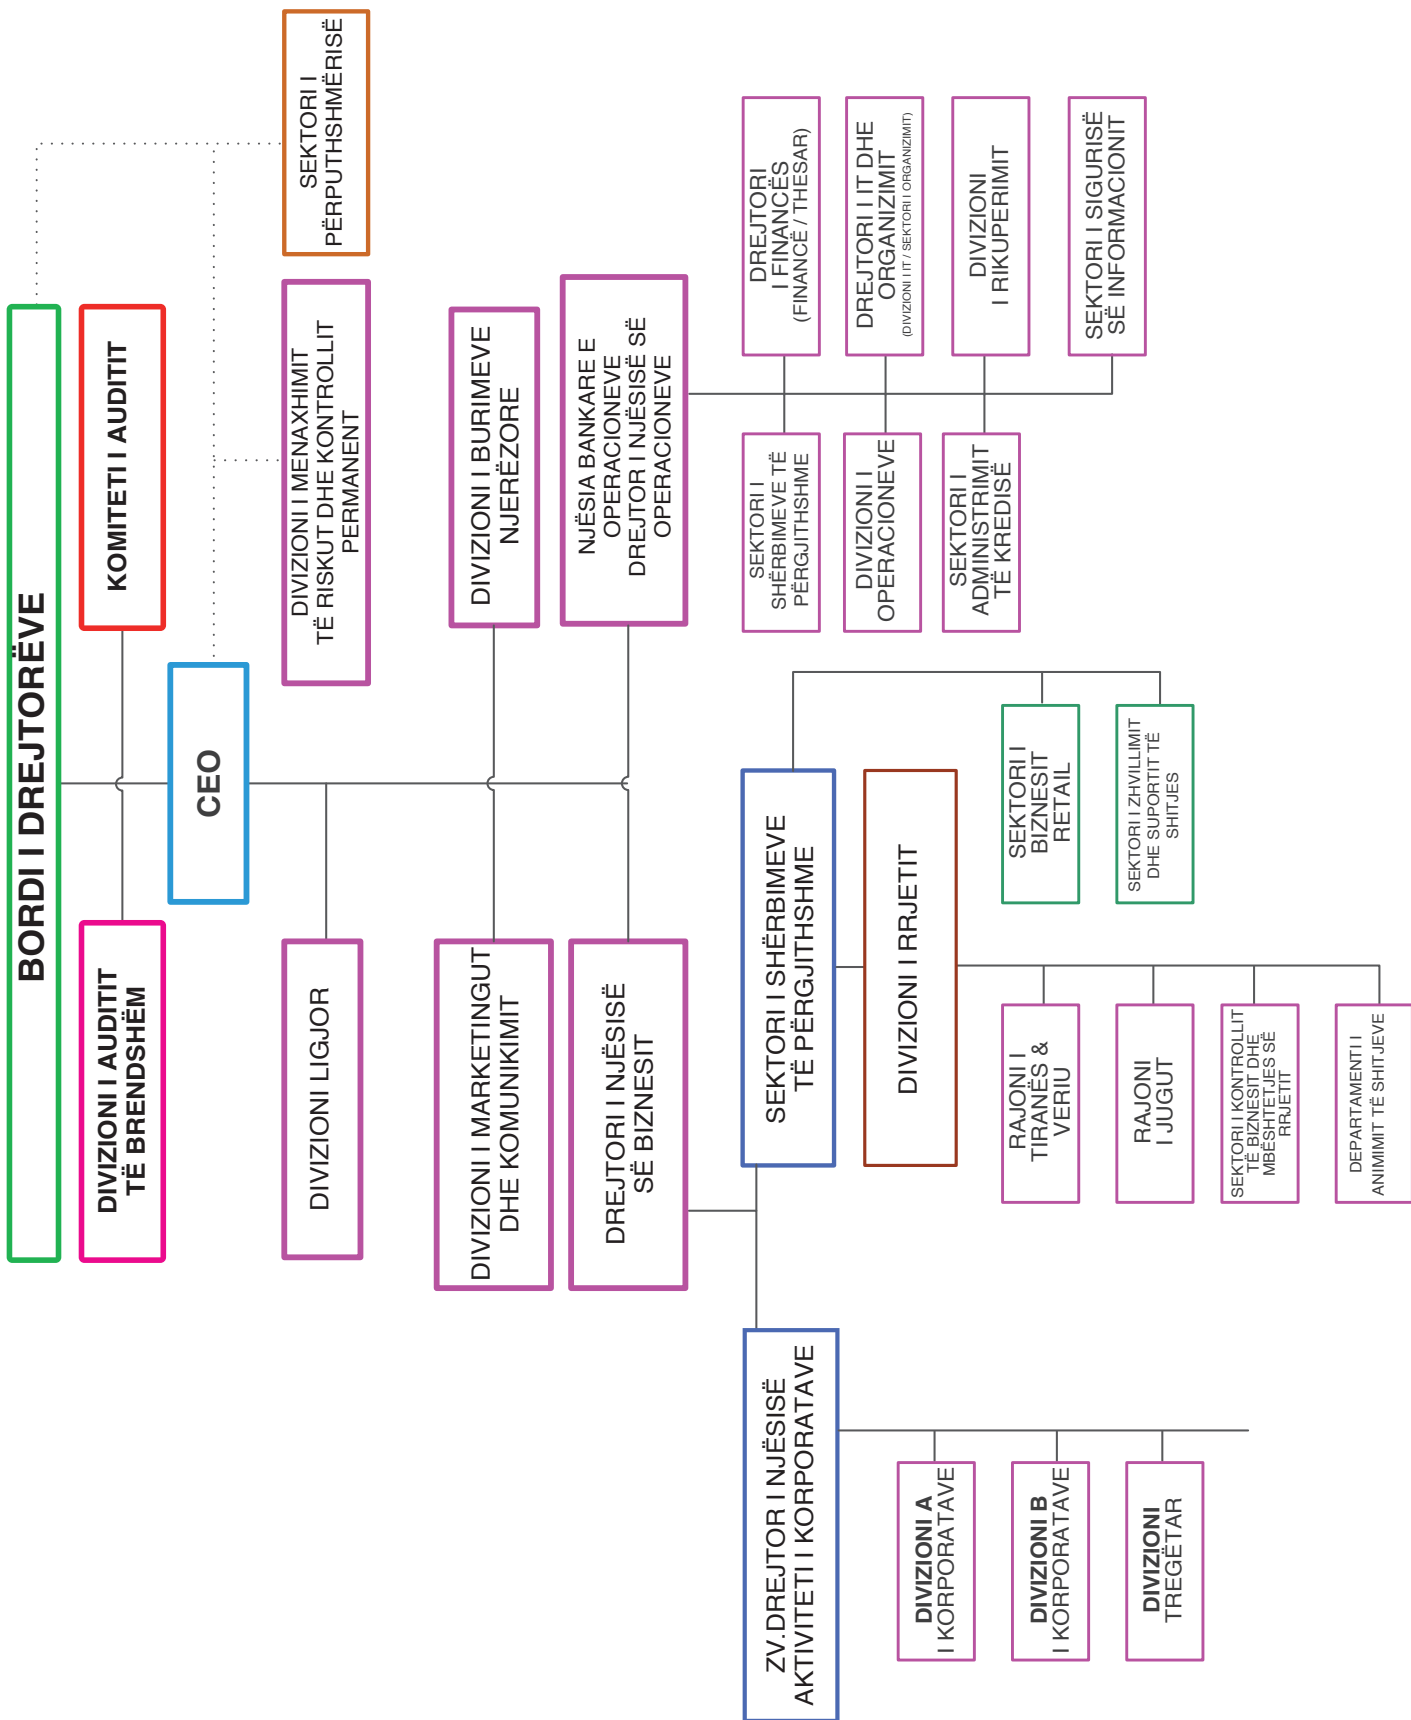 BORDI I DREJTORËVE
DIVIZIONI I AUDITIT
TË BRENDSHËM
KOMITETI I AUDITIT
CEO
DIVIZIONI LIGJOR
DIVIZIONI I MENAXHIMIT
TË RISKUT DHE KONTROLLIT
PERMANENT
SEKTORI I
PËRPUTHSHMËRISË
DIVIZIONI I MARKETINGUT
DHE KOMUNIKIMIT
DIVIZIONI I BURIMEVE
NJERËZORE
DREJTORI I NJËSISË
SË BIZNESIT
NJËSIA BANKARE E
OPERACIONEVE
DREJTOR I NJËSISË SË
OPERACIONEVE
ZV.DREJTOR I NJËSISË
AKTIVITETI I KORPORATAVE
SEKTORI I SHËRBIMEVE
TË PËRGJITHSHME
DIVIZIONI I RRJETIT
SEKTORI I
SHËRBIMEVE TË
PËRGJITHSHME
DREJTORI
I FINANCËS
(FINANCË / THESAR)
DIVIZIONI I
OPERACIONEVE
DREJTORI I IT DHE
ORGANIZIMIT
(DIVIZIONI I IT / SEKTORI I ORGANIZIMIT)
SEKTORI I
ADMINISTRIMIT
TË KREDISË
DIVIZIONI
I RIKUPERIMIT
SEKTORI I SIGURISË
SË INFORMACIONIT
DIVIZIONI A
I KORPORATAVE
DIVIZIONI B
I KORPORATAVE
DIVIZIONI
TREGËTAR
RAJONI I
TIRANËS &
VERIU
RAJONI
I JUGUT
SEKTORI I KONTROLLIT
TË BIZNESIT DHE
MBËSHTETJES SË
RRJETIT
DEPARTAMENTI I
ANIMIMIT TË SHITJEVE
SEKTORI I
BIZNESIT
RETAIL
SEKTORI I ZHVILLIMIT
DHE SUPORTIT TË
SHITJES